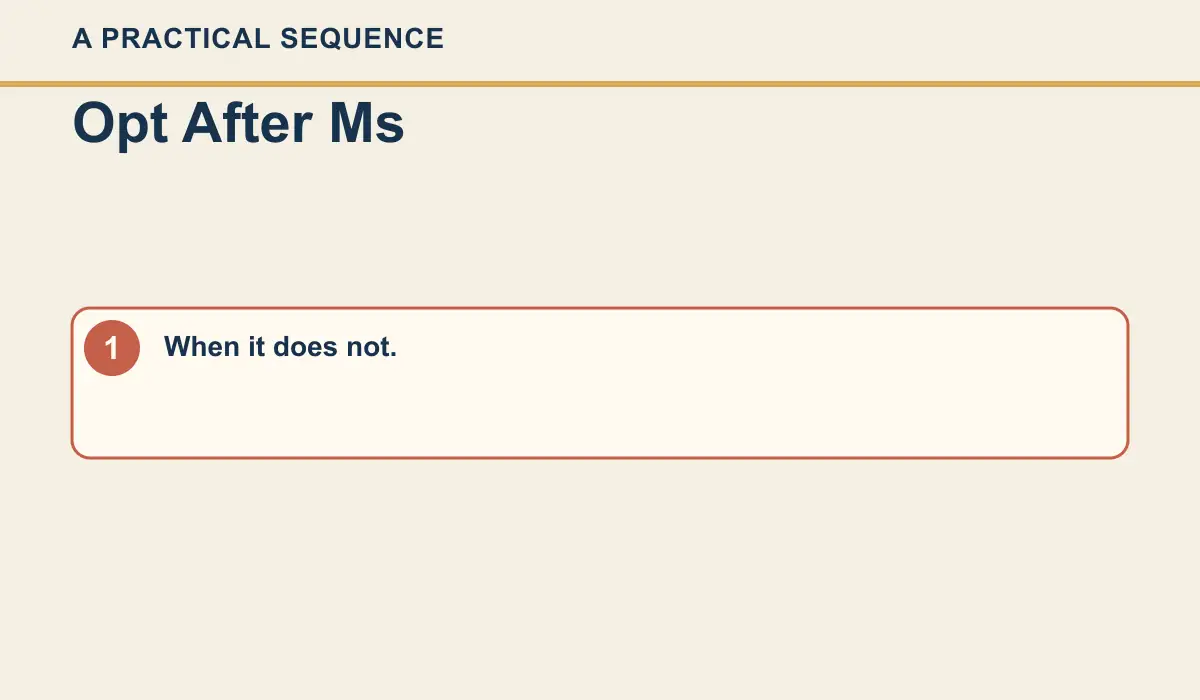 A PRACTICAL SEQUENCE
Opt After Ms
1 When it does not.